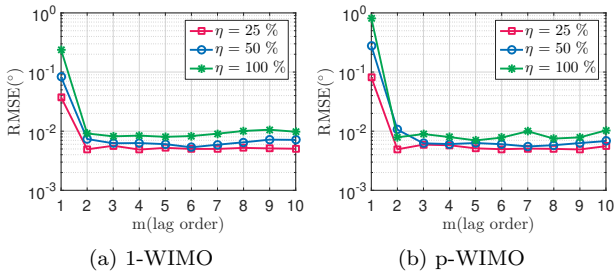 10^0
10^-1
10^-2
10^-3
RMSE(°)
η = 25 %
η = 50 %
η = 100 %
1 2 3 4 5 6 7 8 9 10
m(lag order)
(a) 1-WIMO
10^0
10^-1
10^-2
10^-3
RMSE(°)
η = 25 %
η = 50 %
η = 100 %
1 2 3 4 5 6 7 8 9 10
m(lag order)
(b) p-WIMO